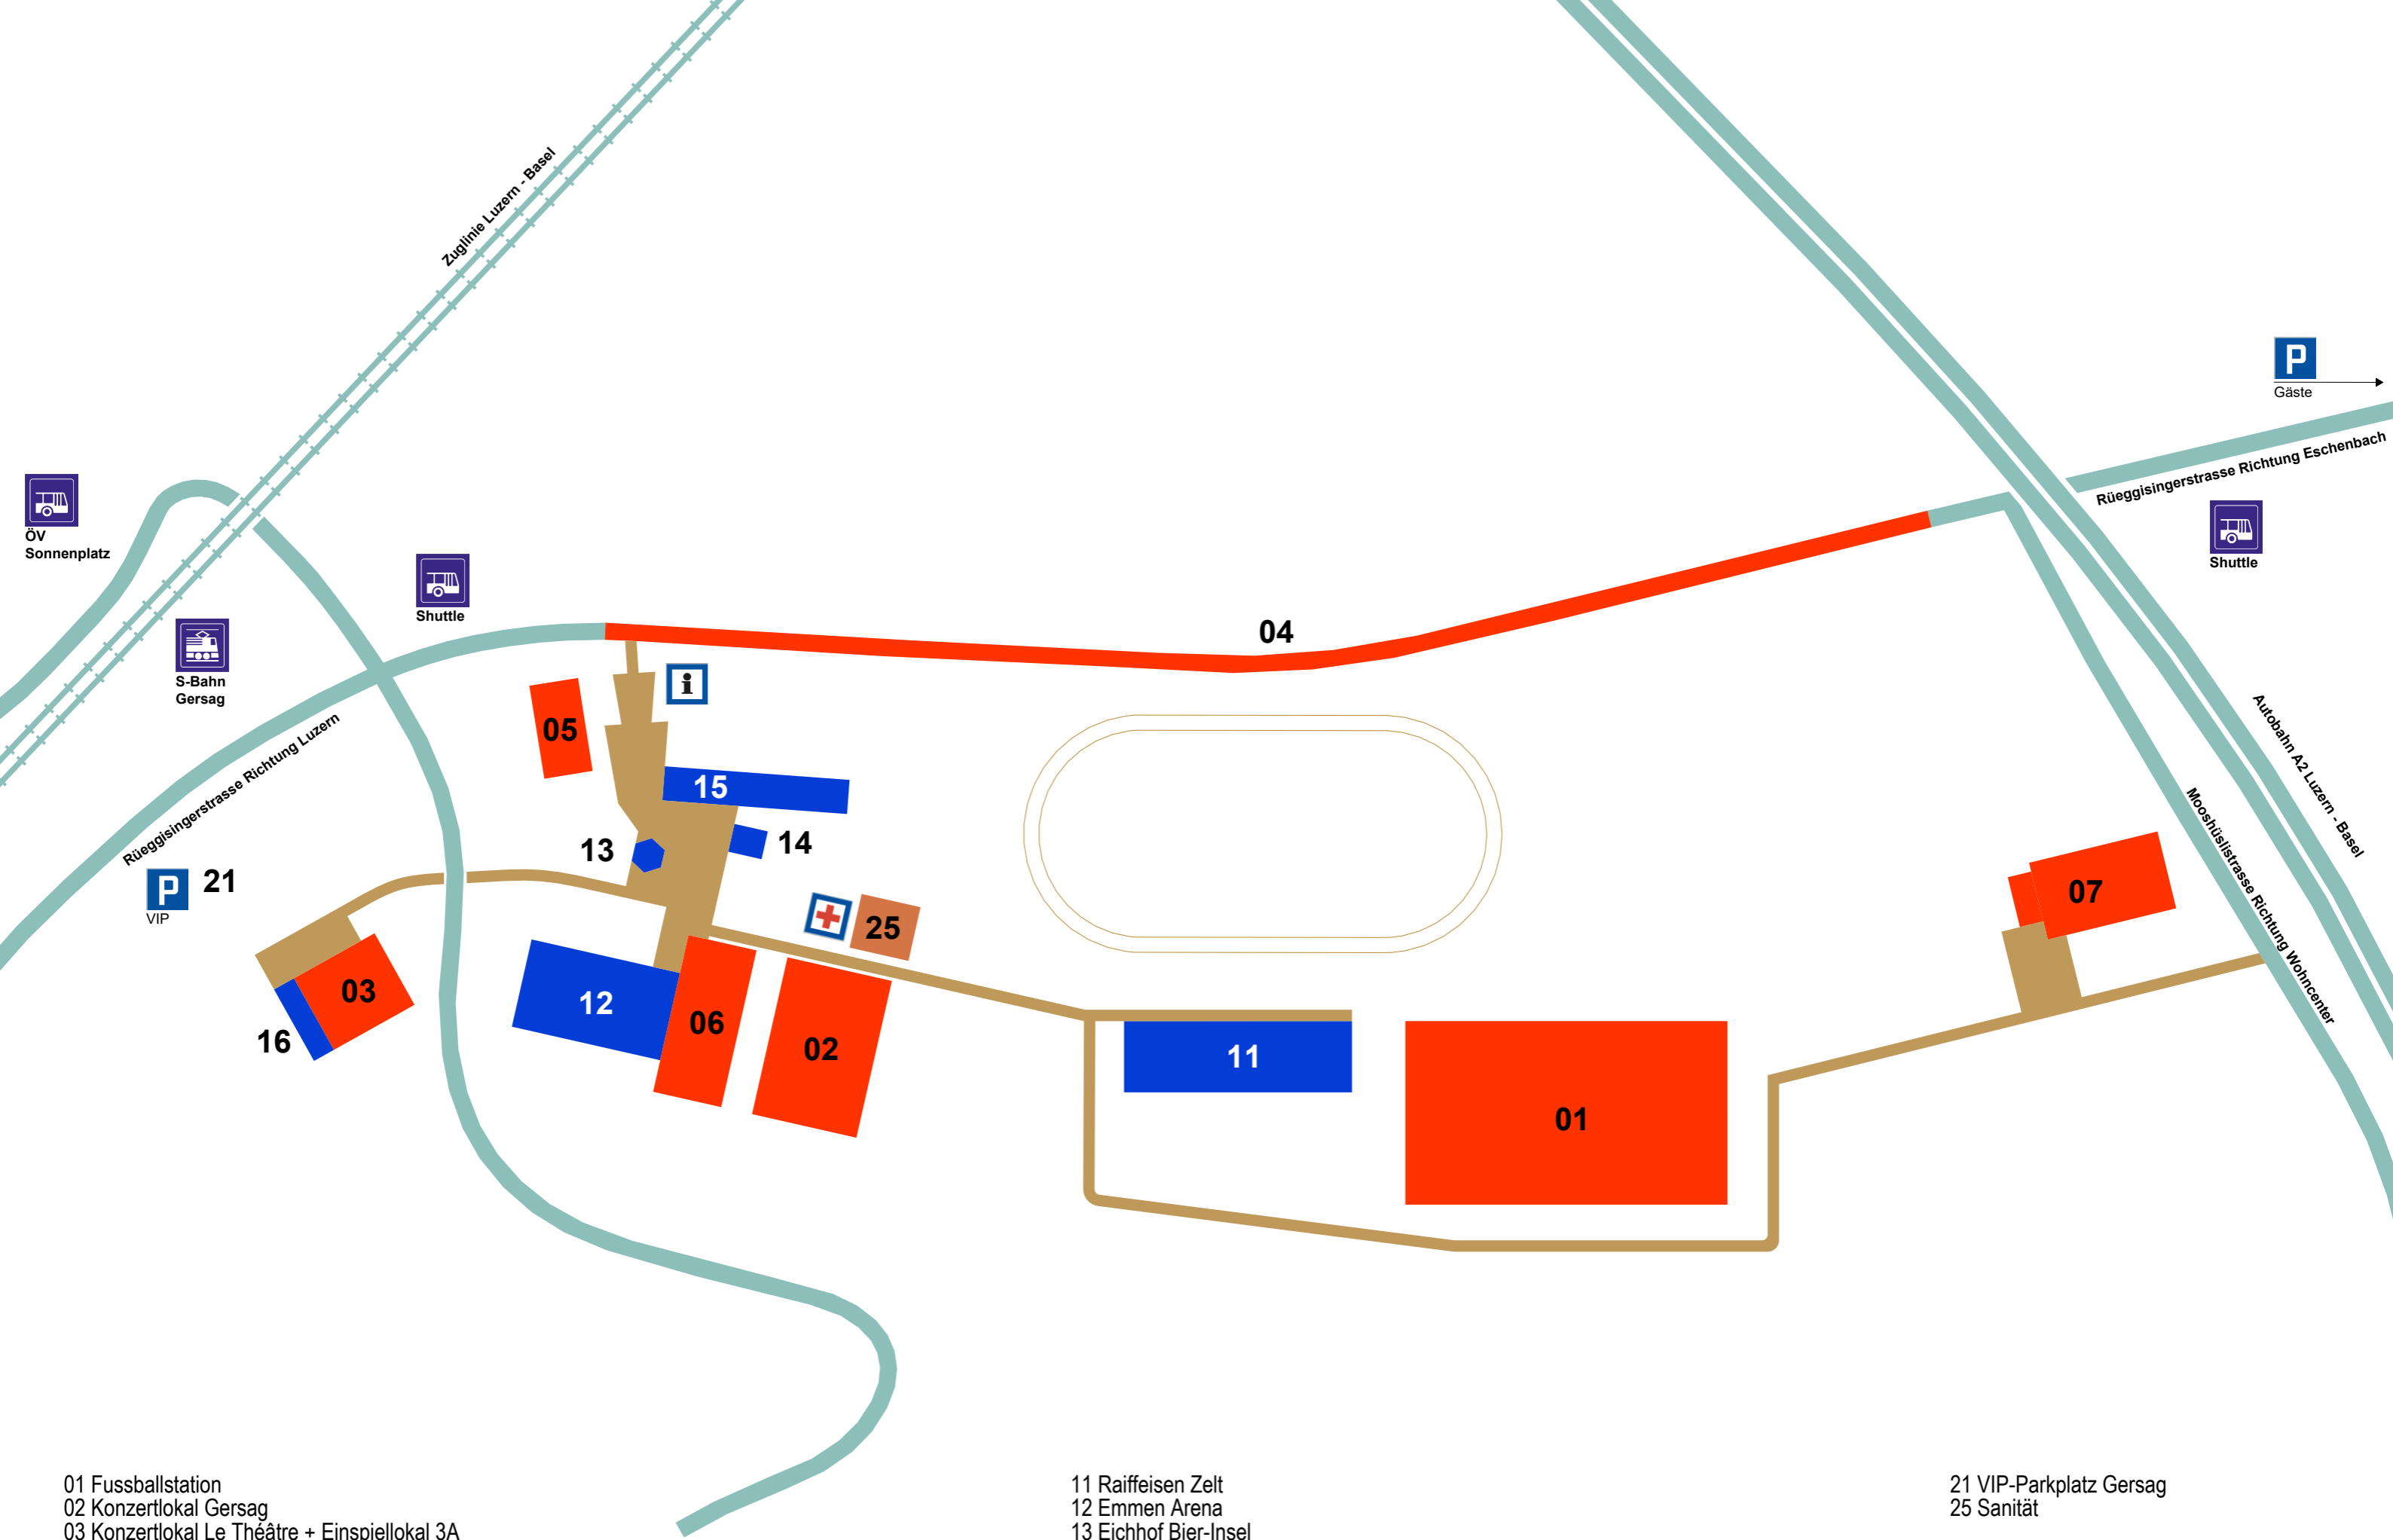 Zuglinie Luzern - Basel
P
Gäste
Rüeggisingerstrasse Richtung Eschenbach
ÖV
Sonnenplatz
Shuttle
Shuttle
S-Bahn
Gersag
04
i
05
Rüeggisingerstrasse Richtung Luzern
Autobahn A2 Luzern - Basel
Mooshüslistrasse Richtung Wohncenter
15
13
14
P
21
VIP
07
25
03
12
06
02
16
11
01
01 Fussballstation
02 Konzertlokal Gersag
03 Konzertlokal Le Théâtre + Einspiellokal 3A
11 Raiffeisen Zelt
12 Emmen Arena
13 Eichhof Bier-Insel
21 VIP-Parkplatz Gersag
25 Sanität